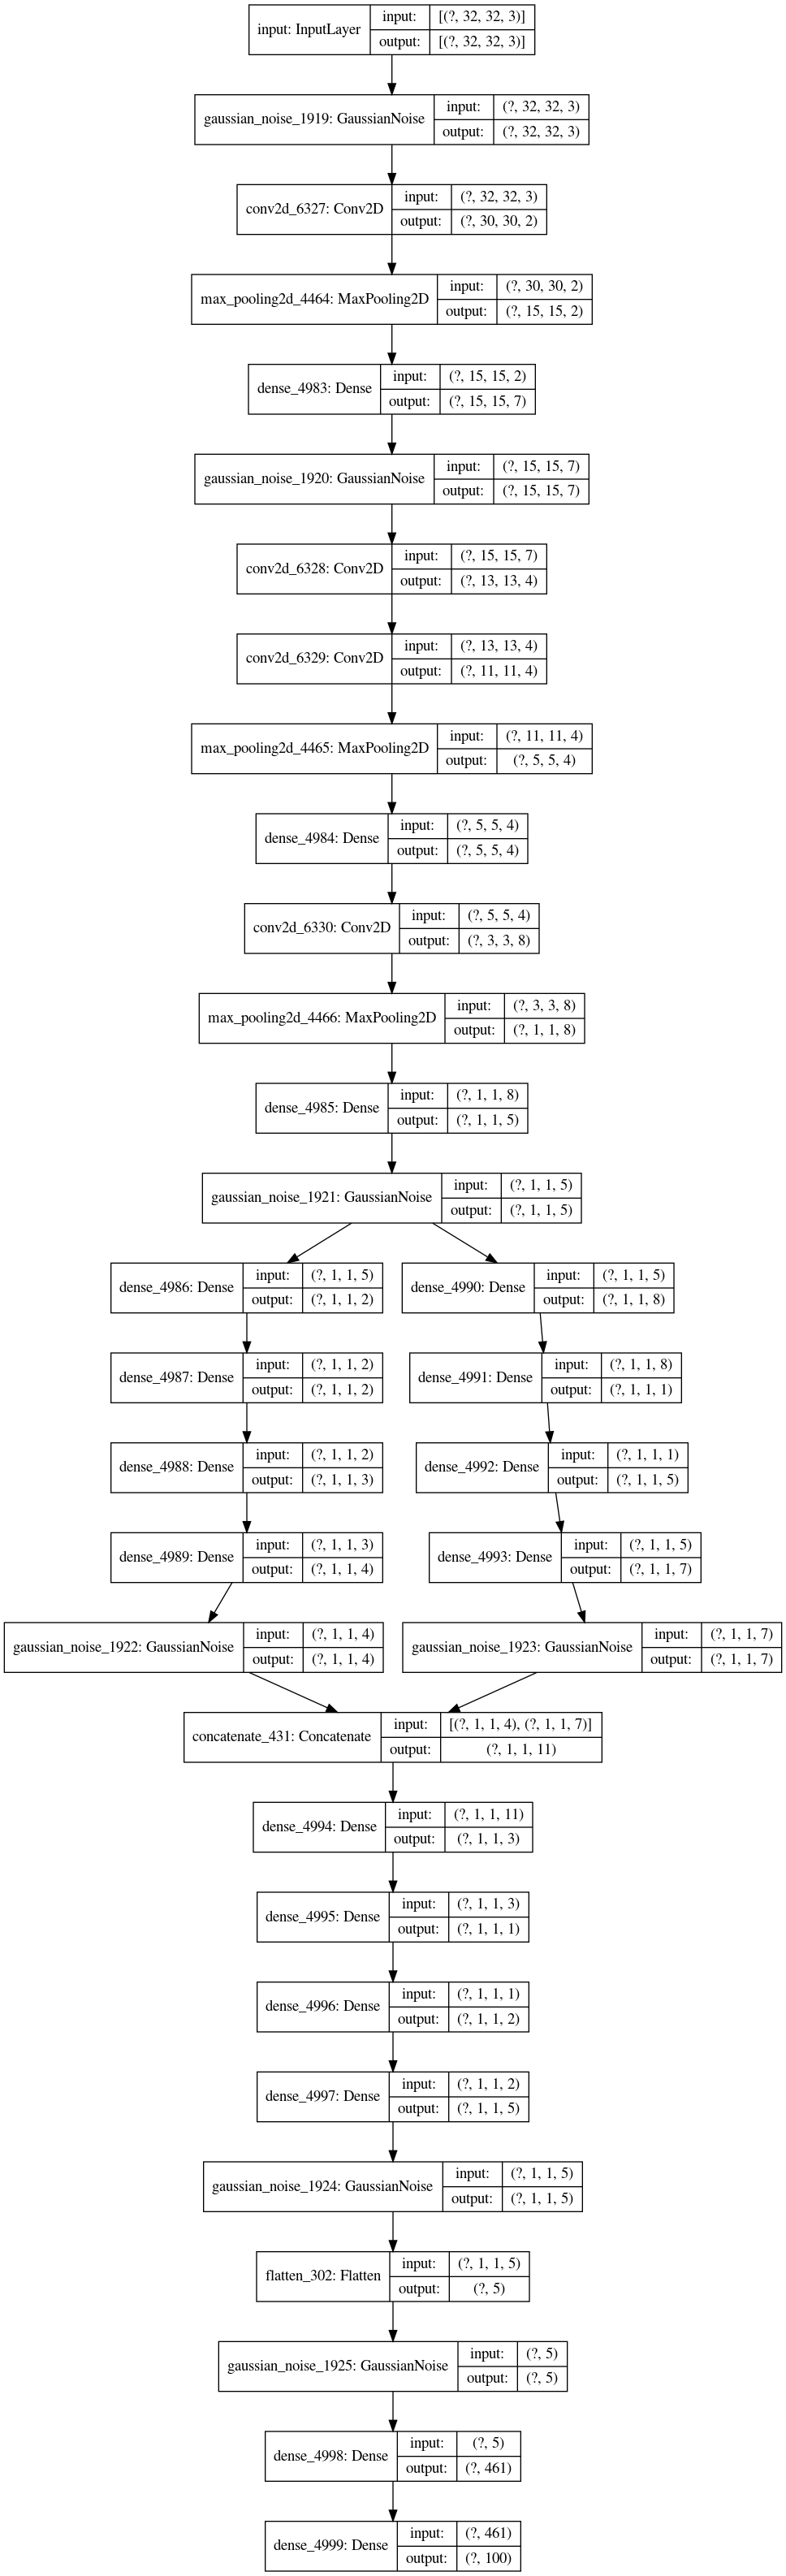 input: InputLayer
input: [(?, 32, 32, 3)]
output: [(?, 32, 32, 3)]
gaussian_noise_1919: GaussianNoise
input: (?, 32, 32, 3)
output: (?, 32, 32, 3)
conv2d_6327: Conv2D
input: (?, 32, 32, 3)
output: (?, 30, 30, 2)
max_pooling2d_4464: MaxPooling2D
input: (?, 30, 30, 2)
output: (?, 15, 15, 2)
dense_4983: Dense
input: (?, 15, 15, 2)
output: (?, 15, 15, 7)
gaussian_noise_1920: GaussianNoise
input: (?, 15, 15, 7)
output: (?, 15, 15, 7)
conv2d_6328: Conv2D
input: (?, 15, 15, 7)
output: (?, 13, 13, 4)
conv2d_6329: Conv2D
input: (?, 13, 13, 4)
output: (?, 11, 11, 4)
max_pooling2d_4465: MaxPooling2D
input: (?, 11, 11, 4)
output: (?, 5, 5, 4)
dense_4984: Dense
input: (?, 5, 5, 4)
output: (?, 5, 5, 4)
conv2d_6330: Conv2D
input: (?, 5, 5, 4)
output: (?, 3, 3, 8)
max_pooling2d_4466: MaxPooling2D
input: (?, 3, 3, 8)
output: (?, 1, 1, 8)
dense_4985: Dense
input: (?, 1, 1, 8)
output: (?, 1, 1, 5)
gaussian_noise_1921: GaussianNoise
input: (?, 1, 1, 5)
output: (?, 1, 1, 5)
dense_4986: Dense
input: (?, 1, 1, 5)
output: (?, 1, 1, 2)
dense_4990: Dense
input: (?, 1, 1, 5)
output: (?, 1, 1, 8)
dense_4987: Dense
input: (?, 1, 1, 2)
output: (?, 1, 1, 2)
dense_4991: Dense
input: (?, 1, 1, 8)
output: (?, 1, 1, 1)
dense_4988: Dense
input: (?, 1, 1, 2)
output: (?, 1, 1, 3)
dense_4992: Dense
input: (?, 1, 1, 1)
output: (?, 1, 1, 5)
dense_4989: Dense
input: (?, 1, 1, 3)
output: (?, 1, 1, 4)
dense_4993: Dense
input: (?, 1, 1, 5)
output: (?, 1, 1, 7)
gaussian_noise_1922: GaussianNoise
input: (?, 1, 1, 4)
output: (?, 1, 1, 4)
gaussian_noise_1923: GaussianNoise
input: (?, 1, 1, 7)
output: (?, 1, 1, 7)
concatenate_431: Concatenate
input: [(?, 1, 1, 4), (?, 1, 1, 7)]
output: (?, 1, 1, 11)
dense_4994: Dense
input: (?, 1, 1, 11)
output: (?, 1, 1, 3)
dense_4995: Dense
input: (?, 1, 1, 3)
output: (?, 1, 1, 1)
dense_4996: Dense
input: (?, 1, 1, 1)
output: (?, 1, 1, 2)
dense_4997: Dense
input: (?, 1, 1, 2)
output: (?, 1, 1, 5)
gaussian_noise_1924: GaussianNoise
input: (?, 1, 1, 5)
output: (?, 1, 1, 5)
flatten_302: Flatten
input: (?, 1, 1, 5)
output: (?, 5)
gaussian_noise_1925: GaussianNoise
input: (?, 5)
output: (?, 5)
dense_4998: Dense
input: (?, 5)
output: (?, 461)
dense_4999: Dense
input: (?, 461)
output: (?, 100)